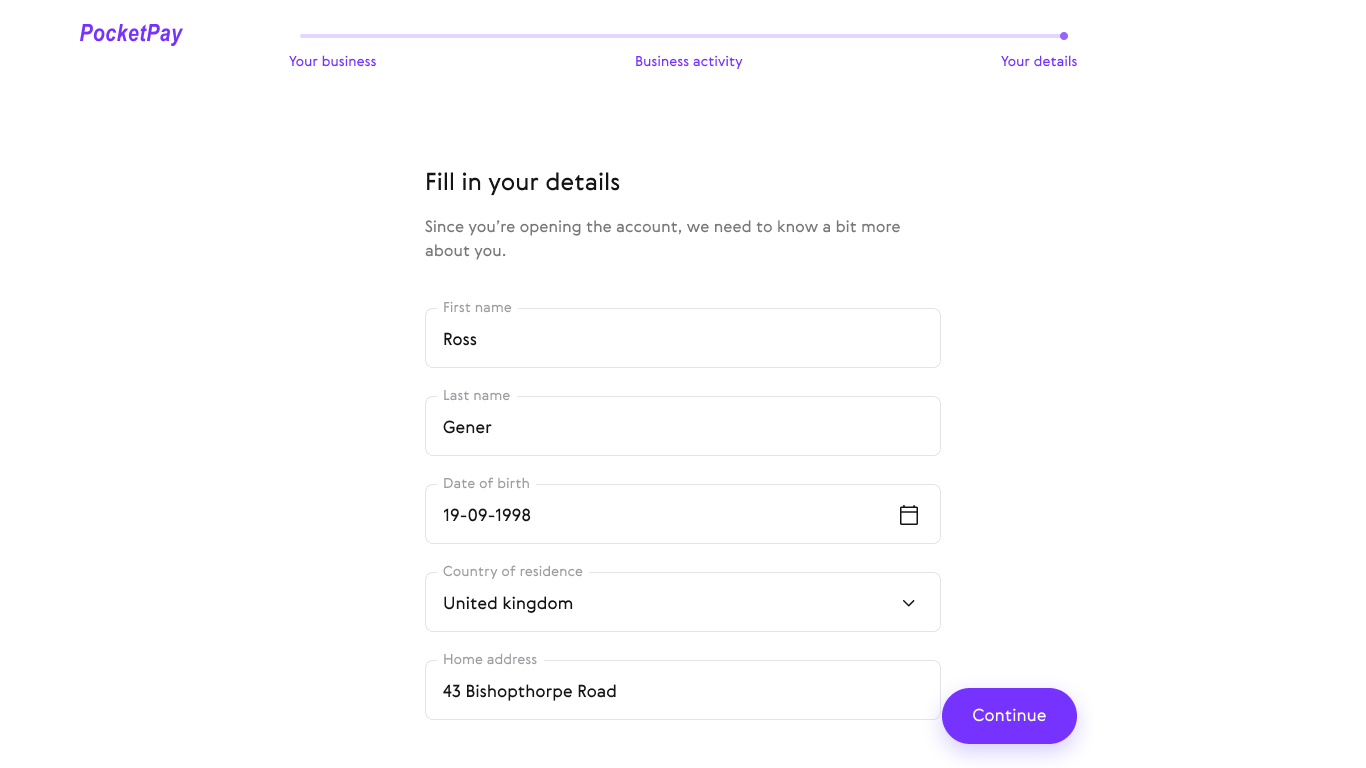 PocketPay
Your business
Business activity
Your details
Fill in your details
Since you're opening the account, we need to know a bit more
about you.
First name
Ross
Last name
Gener
Date of birth
19-09-1998
Country of residence
United kingdom
Home address
43 Bishopthorpe Road
Continue